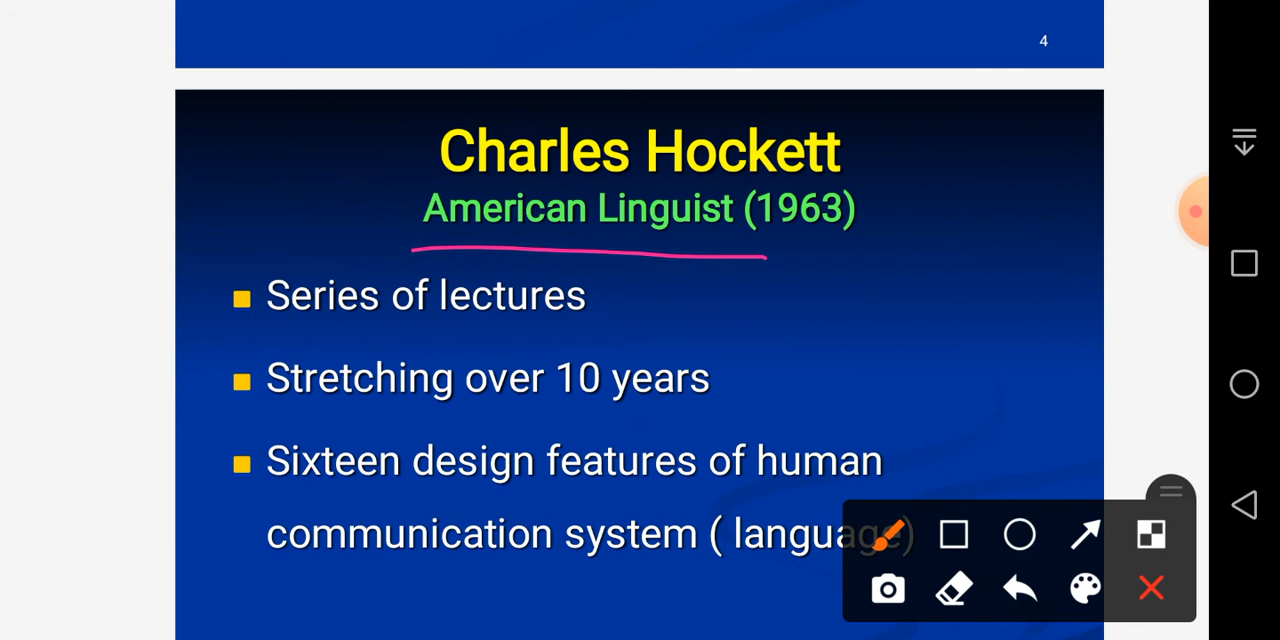 4
Charles Hockett
American Linguist (1963)
Series of lectures
Stretching over 10 years
Sixteen design features of human
communication system ( language)